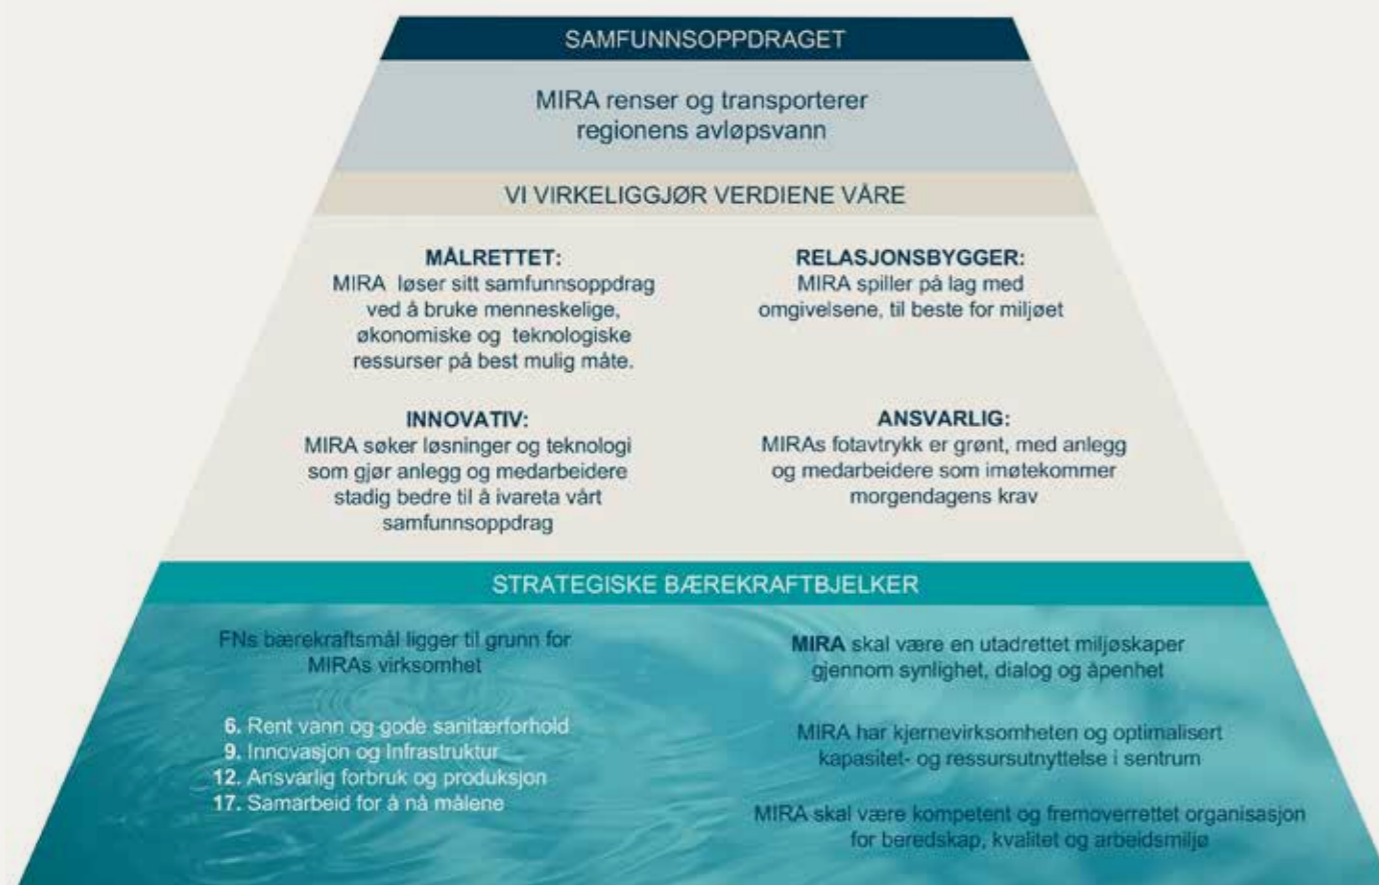 SAMFUNNSOPPDRAGET
MIRA renser og transporterer
regionens avløpsvann
VI VIRKELIGGJØR VERDIENE VÅRE
MÅLRETTET:
MIRA løser sitt samfunnsoppdrag
ved å bruke menneskelige,
økonomiske og teknologiske
ressurser på best mulig måte.
RELASJONSBYGGER:
MIRA spiller på lag med
omgivelsene, til beste for miljøet
INNOVATIV:
MIRA søker løsninger og teknologi
som gjør anlegg og medarbeidere
stadig bedre til å ivareta vårt
samfunnsoppdrag
ANSVARLIG:
MIRAs fotavtrykk er grønt, med anlegg
og medarbeidere som imøtekommer
morgendagens krav
STRATEGISKE BÆREKRAFTBJELKER
FNs bærekraftsmål ligger til grunn for
MIRAs virksomhet
6. Rent vann og gode sanitærforhold
9. Innovasjon og Infrastruktur
12. Ansvarlig forbruk og produksjon
17. Samarbeid for å nå målene
MIRA skal være en utadrettet miljøskaper
gjennom synlighet, dialog og åpenhet
MIRA har kjernevirksomheten og optimalisert
kapasitet- og ressursutnyttelse i sentrum
MIRA skal være kompetent og fremoverrettet organisasjon
for beredskap, kvalitet og arbeidsmiljø